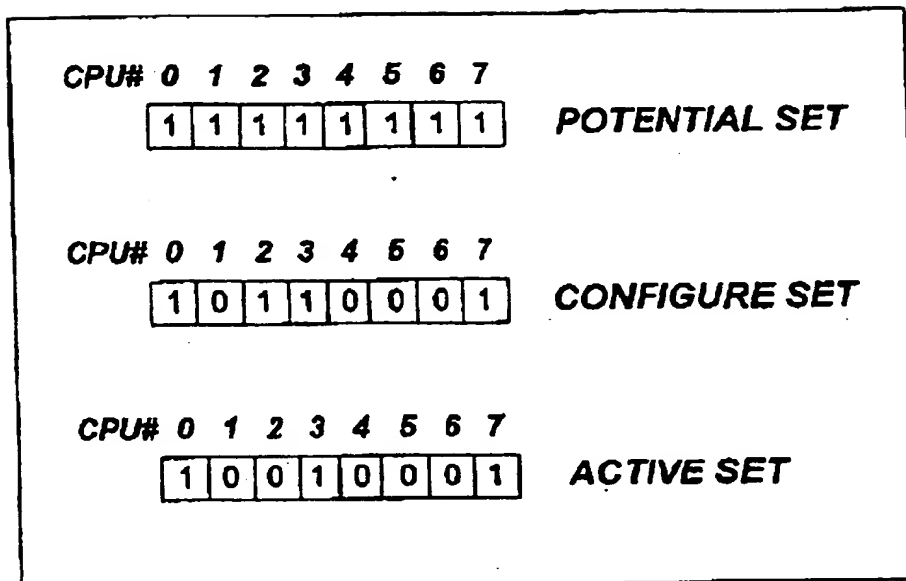 CPU# 0 1 2 3 4 5 6 7
1 1 1 1 1 1 1 1 POTENTIAL SET
CPU# 0 1 2 3 4 5 6 7
1 0 1 1 0 0 0 1 CONFIGURE SET
CPU# 0 1 2 3 4 5 6 7
1 0 0 1 0 0 0 1 ACTIVE SET